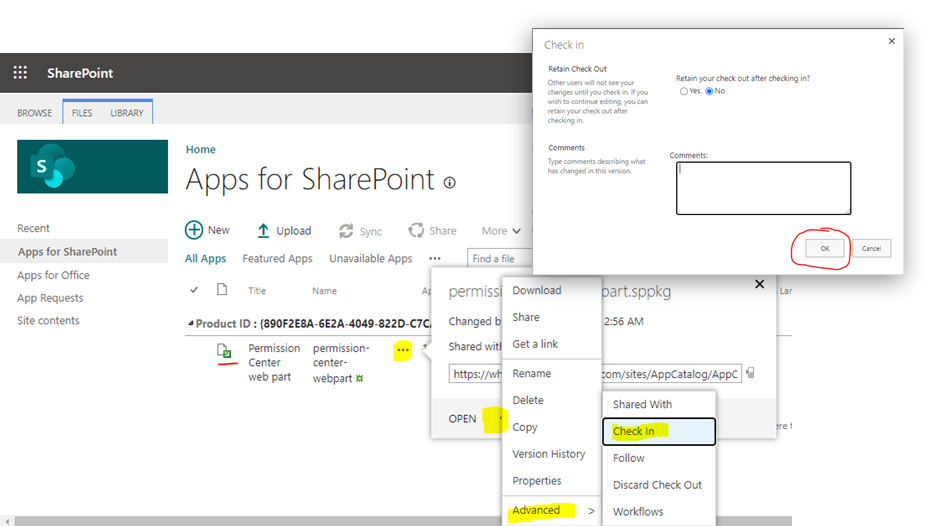 Check in
Retain Check Out
Other users will not see your
changes until you check in. If you
wish to continue editing, you can
retain your check out after
checking in.
Retain your check out after checking in?
Yes No
Comments
Type comments describing what
has changed in this version.
Comments:
OK Cancel
SharePoint
BROWSE FILES LIBRARY
S
Home
Apps for SharePoint
New Upload Sync Share More
All Apps Featured Apps Unavailable Apps ••• Find a file
Recent
Apps for SharePoint
Apps for Office
App Requests
Site contents
Title Name
Product ID : {890F2E8A-6E2A-4049-822D-C7C
Permission
Center
web part
permission-
center-
webpart
•••
permiss part.sppkg
Changed b 2:56 AM
Shared with
https://wh com/sites/AppCatalog/AppC
OPEN
Download
Share
Get a link
Rename
Delete
Copy
Version History
Properties
Advanced >
Shared With
Check In
Follow
Discard Check Out
Workflows